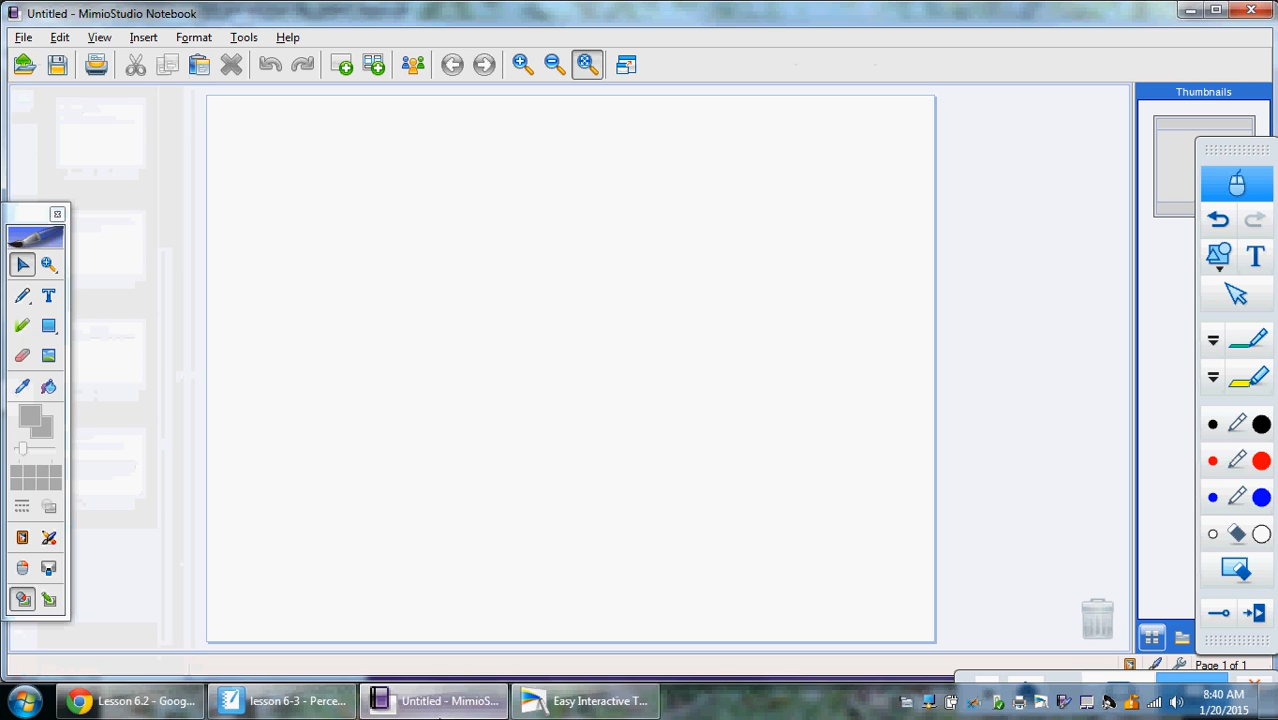 Untitled - MimioStudio Notebook
File Edit View Insert Format Tools Help
Thumbnails
T
T
Page 1 of 1
Lesson 6.2 - Goog...
lesson 6-3 - Perce...
Untitled - MimioS...
Easy Interactive T...
8:40 AM
1/20/2015